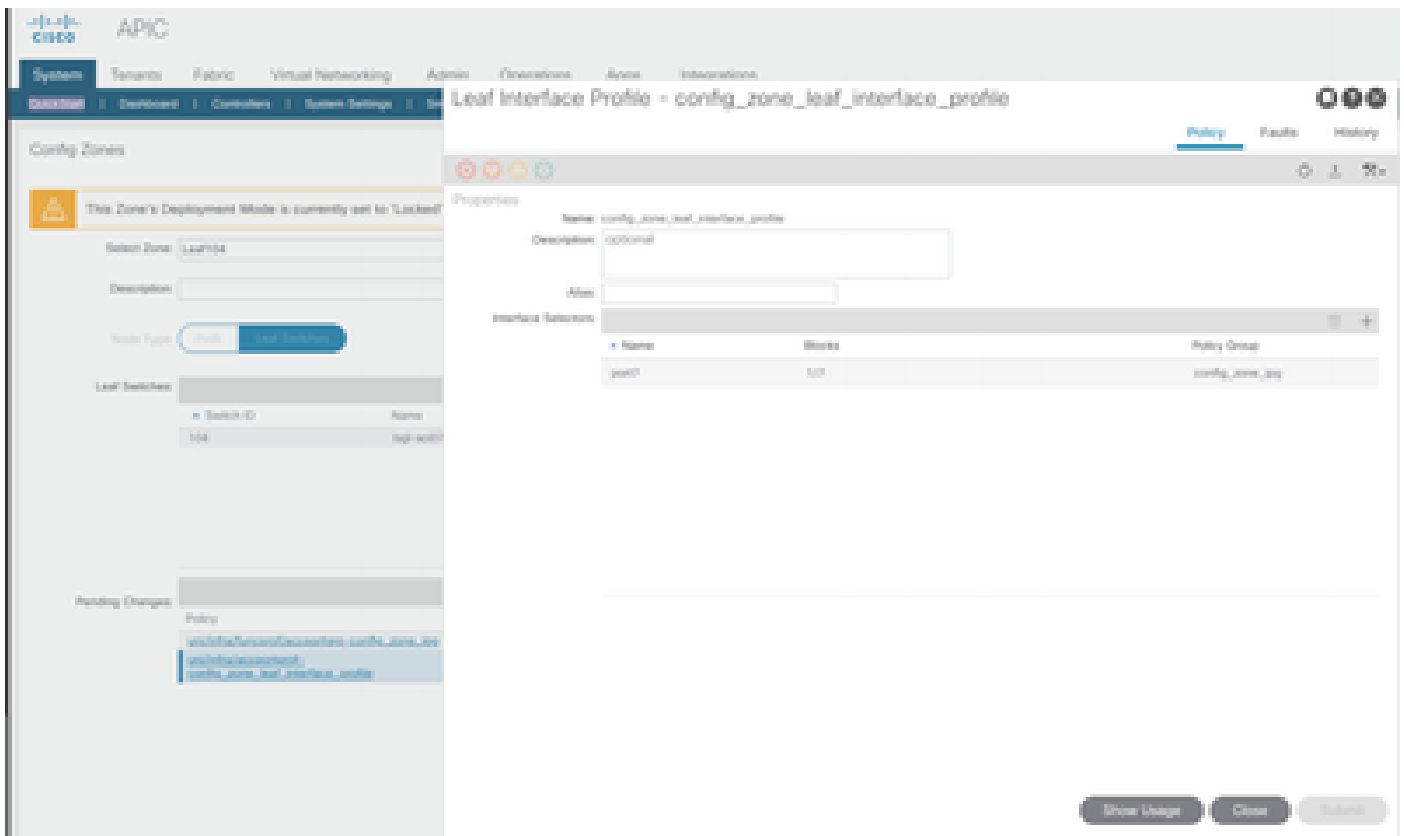 CISCO
APIC
System Tenants Fabric Virtual Networking Admin Operations Apps Integrations
QuickStart | Dashboard | Controllers | System Settings |
Leaf Interface Profile - config_zone_leaf_interface_profile
Policy Faults History
Config Zones
This Zone's Deployment Mode is currently set to 'Locked'
Select Zone: Leaf104
Description:
Node Type: Leaf Switches
Leaf Switches:
Switch ID Name
104
Pending Changes:
Policy
config_zone_leaf_interface_profile
Properties
Name: config_zone_leaf_interface_profile
Description: optional
Alias:
Interface Selectors:
Name Blocks Policy Group
port7 1/7 config_zone_ipg
Show Usage Close Submit